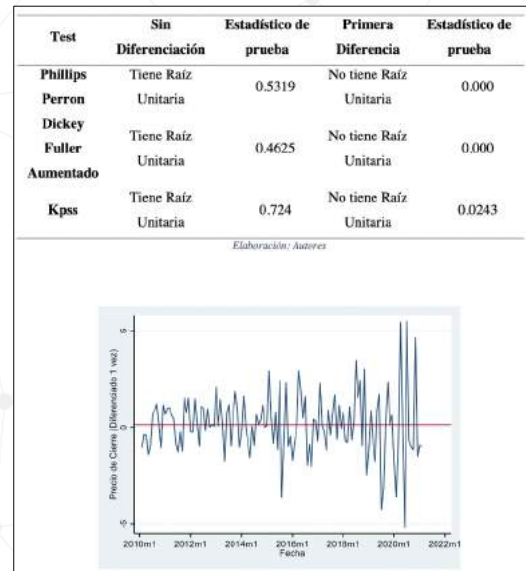 Test Sin Diferenciación Estadístico de prueba Primera Diferencia Estadístico de prueba
Phillips Perron Tiene Raíz Unitaria 0.5319 No tiene Raíz Unitaria 0.000
Dickey Fuller Aumentado Tiene Raíz Unitaria 0.4625 No tiene Raíz Unitaria 0.000
Kpss Tiene Raíz Unitaria 0.724 No tiene Raíz Unitaria 0.0243
Elaboración: Autores
Precio de Cierre (Diferenciado 1 vez)
5
0
-5
2010m1 2012m1 2014m1 2016m1 2018m1 2020m1 2022m1
Fecha